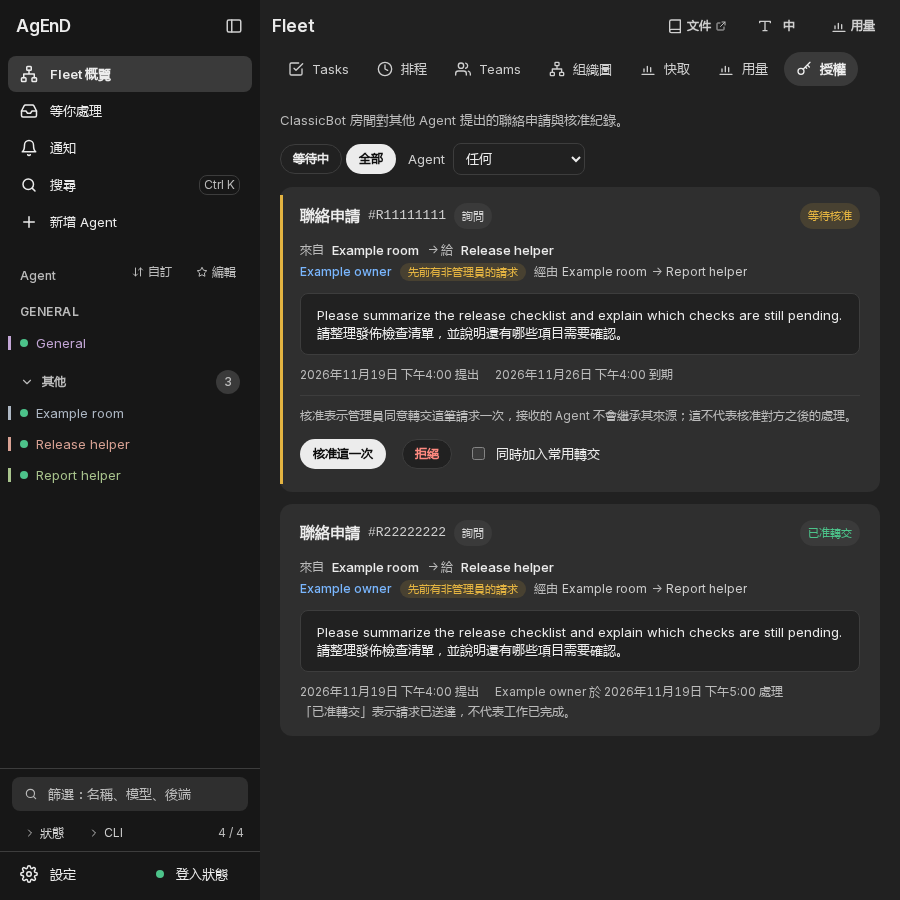 AgEnD
Fleet 概覽
等你處理
通知
搜尋 Ctrl K
新增 Agent
Agent 自訂 編輯
GENERAL
General
其他 3
Example room
Release helper
Report helper
篩選：名稱、模型、後端
狀態 CLI 4 / 4
設定 登入狀態
Fleet 文件 中 用量
Tasks 排程 Teams 組織圖 快取 用量 授權
ClassicBot 房間對其他 Agent 提出的聯絡申請與核准紀錄。
等待中 全部 Agent 任何
聯絡申請 #R11111111 詢問 等待核准
來自 Example room → 給 Release helper
Example owner 先前有非管理員的請求 經由 Example room → Report helper
Please summarize the release checklist and explain which checks are still pending.
請整理發佈檢查清單，並說明還有哪些項目需要確認。
2026年11月19日 下午4:00 提出 2026年11月26日 下午4:00 到期
核准表示管理員同意轉交這筆請求一次，接收的 Agent 不會繼承其來源；這不代表核准對方之後的處理。
核准這一次 拒絕 同時加入常用轉交
聯絡申請 #R22222222 詢問 已准轉交
來自 Example room → 給 Release helper
Example owner 先前有非管理員的請求 經由 Example room → Report helper
Please summarize the release checklist and explain which checks are still pending.
請整理發佈檢查清單，並說明還有哪些項目需要確認。
2026年11月19日 下午4:00 提出 Example owner 於 2026年11月19日 下午5:00 處理
「已准轉交」表示請求已送達，不代表工作已完成。